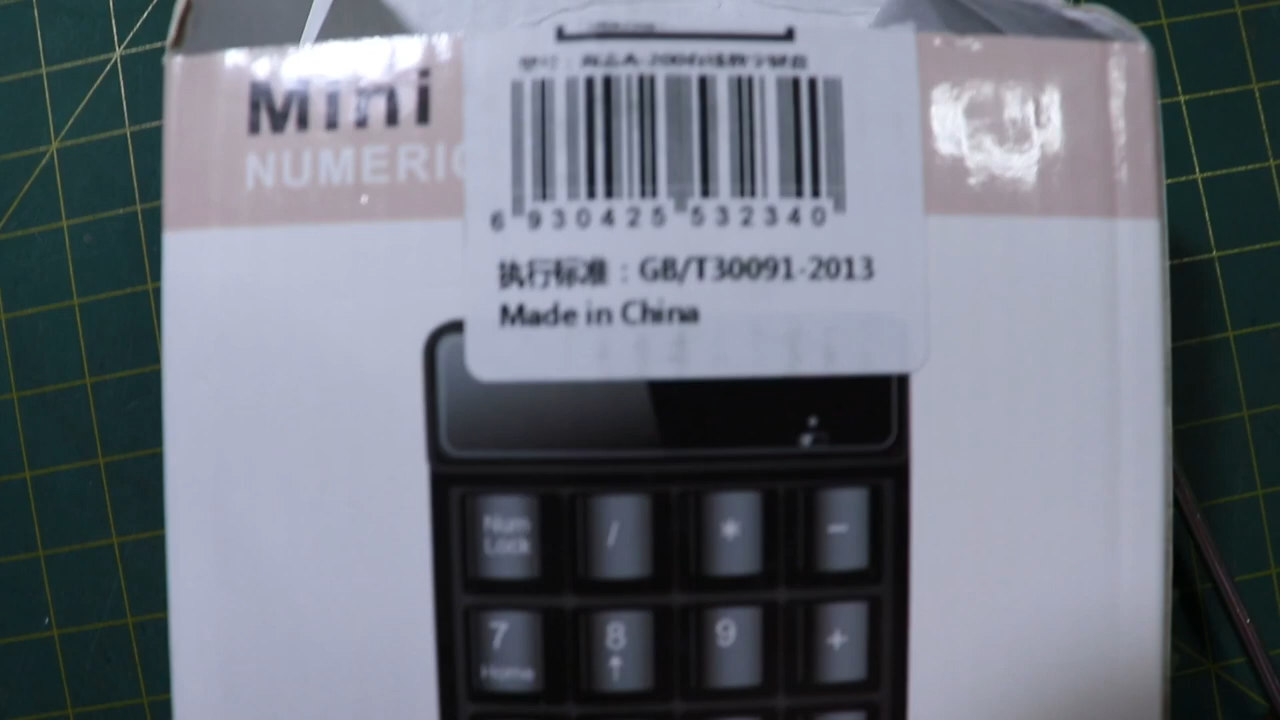 Mini
NUMERIC
6 930425 532340
执行标准：GB/T30091-2013
Made in China
Num
Lock
/
*
-
7
8
9
+
Home
↑